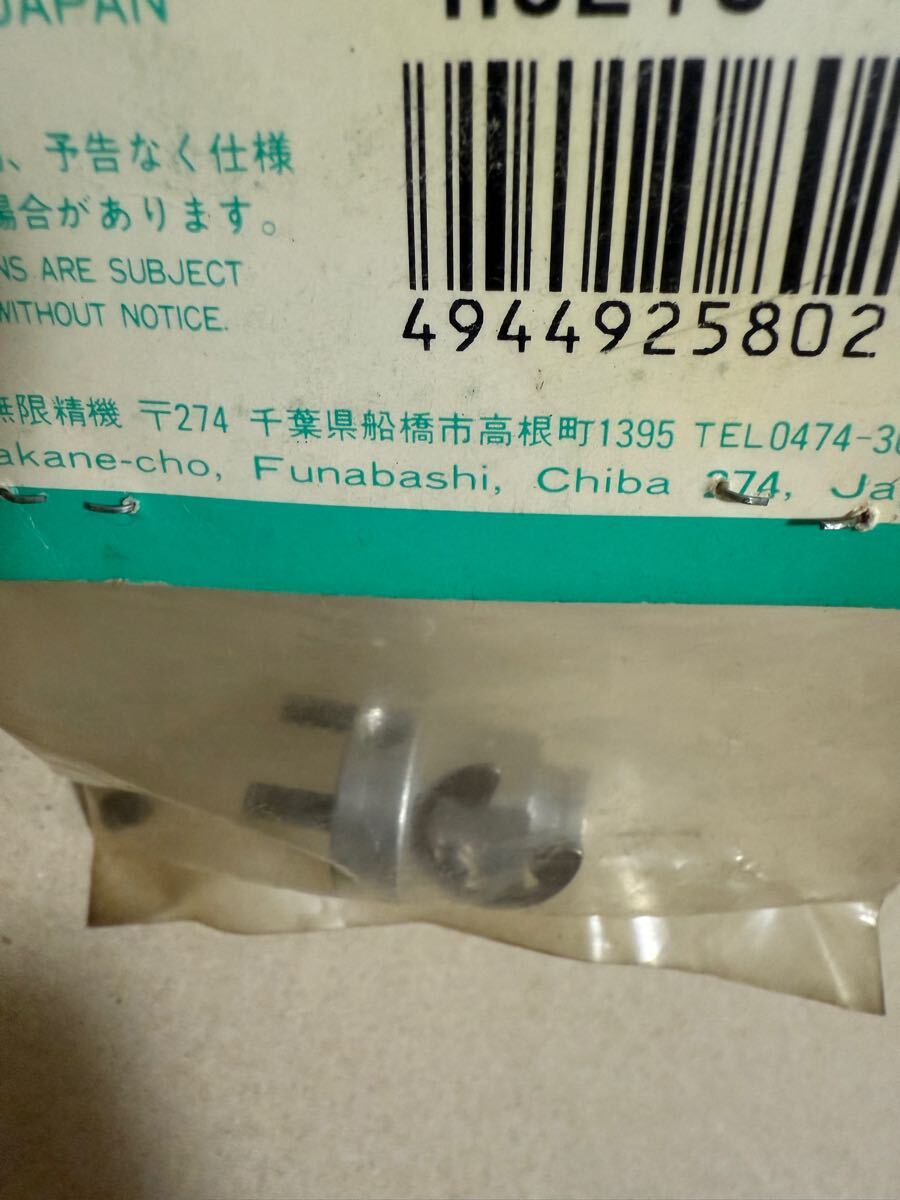 JAPAN
、予告なく仕様
場合があります。
NS ARE SUBJECT
WITHOUT NOTICE.
4944925802
無限精機 〒274 千葉県船橋市高根町1395 TEL0474-3
akane-cho, Funabashi, Chiba 274, Ja